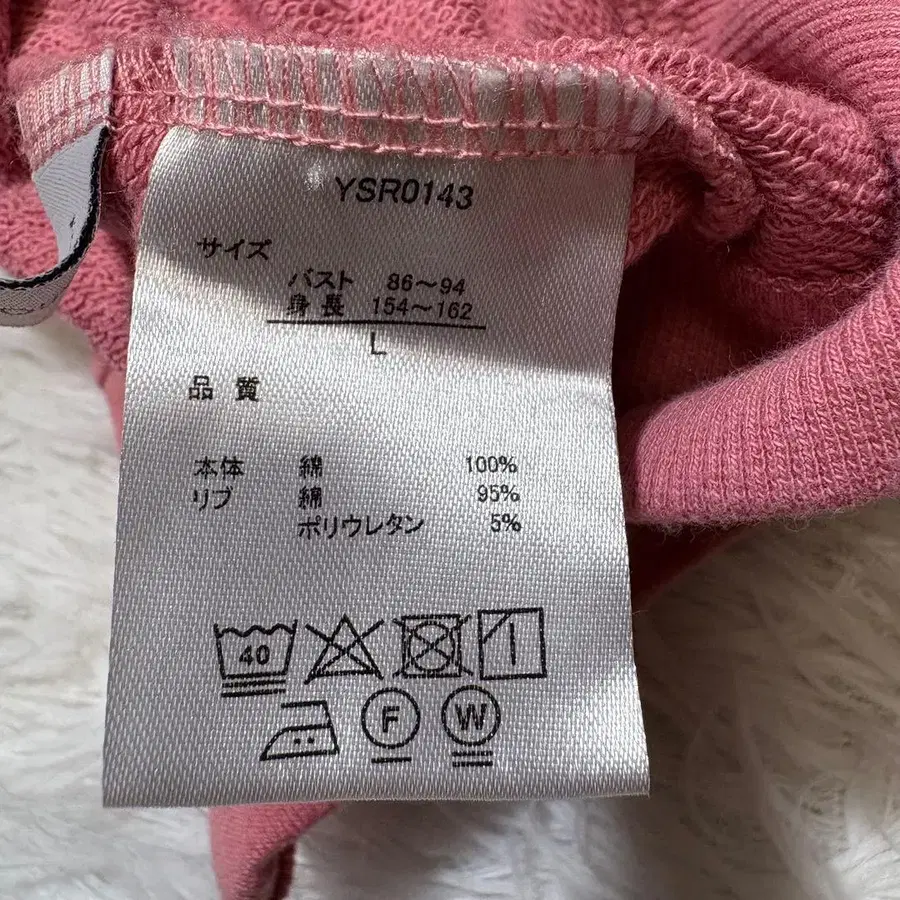 YSR0143
サイズ
バスト 86〜94
身長 154〜162
L
品質
本体 綿 100%
リブ 綿 95%
ポリウレタン 5%
40
F W